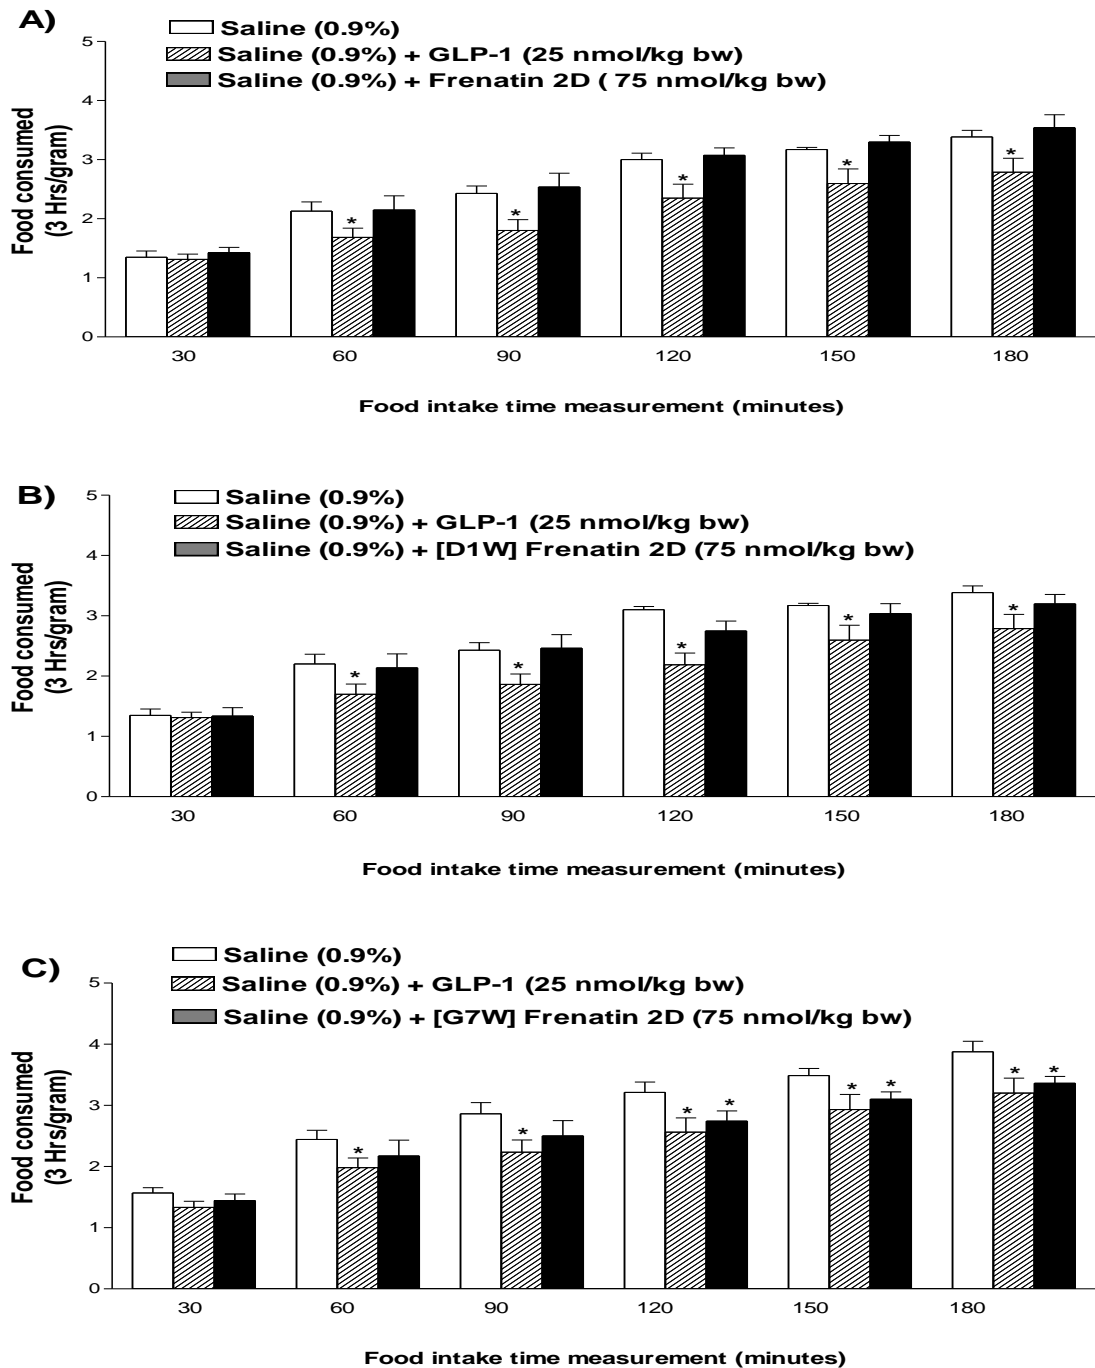 A)
Saline (0.9%)
Saline (0.9%) + GLP-1 (25 nmol/kg bw)
Saline (0.9%) + Frenatin 2D ( 75 nmol/kg bw)
Food consumed
(3 Hrs/gram)
5
4
3
2
1
0
* * * * *
30 60 90 120 150 180
Food intake time measurement (minutes)
B)
Saline (0.9%)
Saline (0.9%) + GLP-1 (25 nmol/kg bw)
Saline (0.9%) + [D1W] Frenatin 2D (75 nmol/kg bw)
Food consumed
(3 Hrs/gram)
5
4
3
2
1
0
* * * * *
30 60 90 120 150 180
Food intake time measurement (minutes)
C)
Saline (0.9%)
Saline (0.9%) + GLP-1 (25 nmol/kg bw)
Saline (0.9%) + [G7W] Frenatin 2D (75 nmol/kg bw)
Food consumed
(3 Hrs/gram)
5
4
3
2
1
0
* * * * * * * *
30 60 90 120 150 180
Food intake time measurement (minutes)